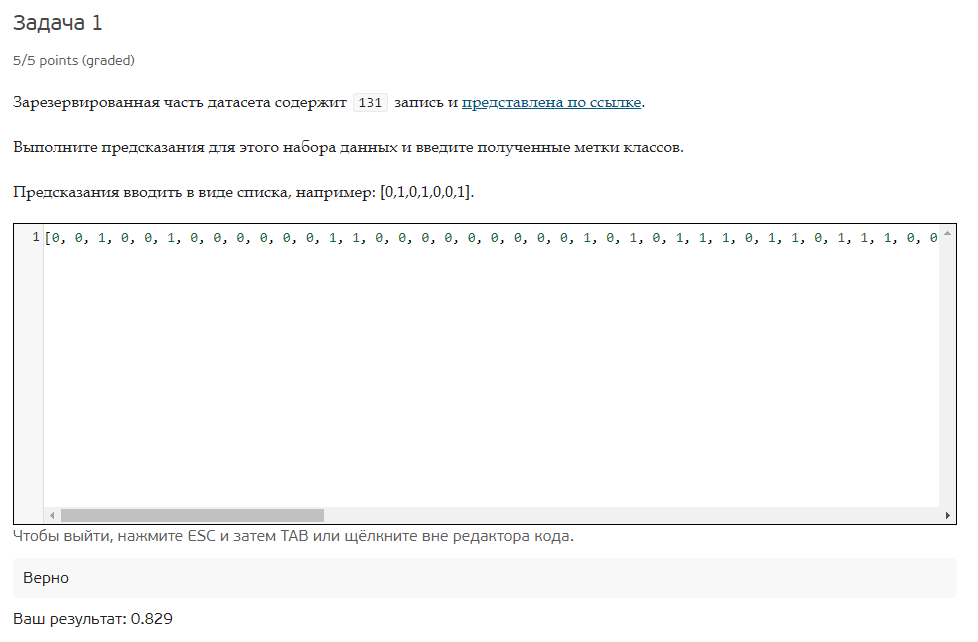 Задача 1
5/5 points (graded)
Зарезервированная часть датасета содержит 131 запись и представлена по ссылке.
Выполните предсказания для этого набора данных и введите полученные метки классов.
Предсказания вводить в виде списка, например: [0,1,0,1,0,0,1].
1 [0, 0, 1, 0, 0, 1, 0, 0, 0, 0, 0, 0, 1, 1, 0, 0, 0, 0, 0, 0, 0, 0, 0, 1, 0, 1, 0, 1, 1, 1, 0, 1, 1, 0, 1, 1, 1, 0, 0
Чтобы выйти, нажмите ESC и затем TAB или щёлкните вне редактора кода.
Верно
Ваш результат: 0.829